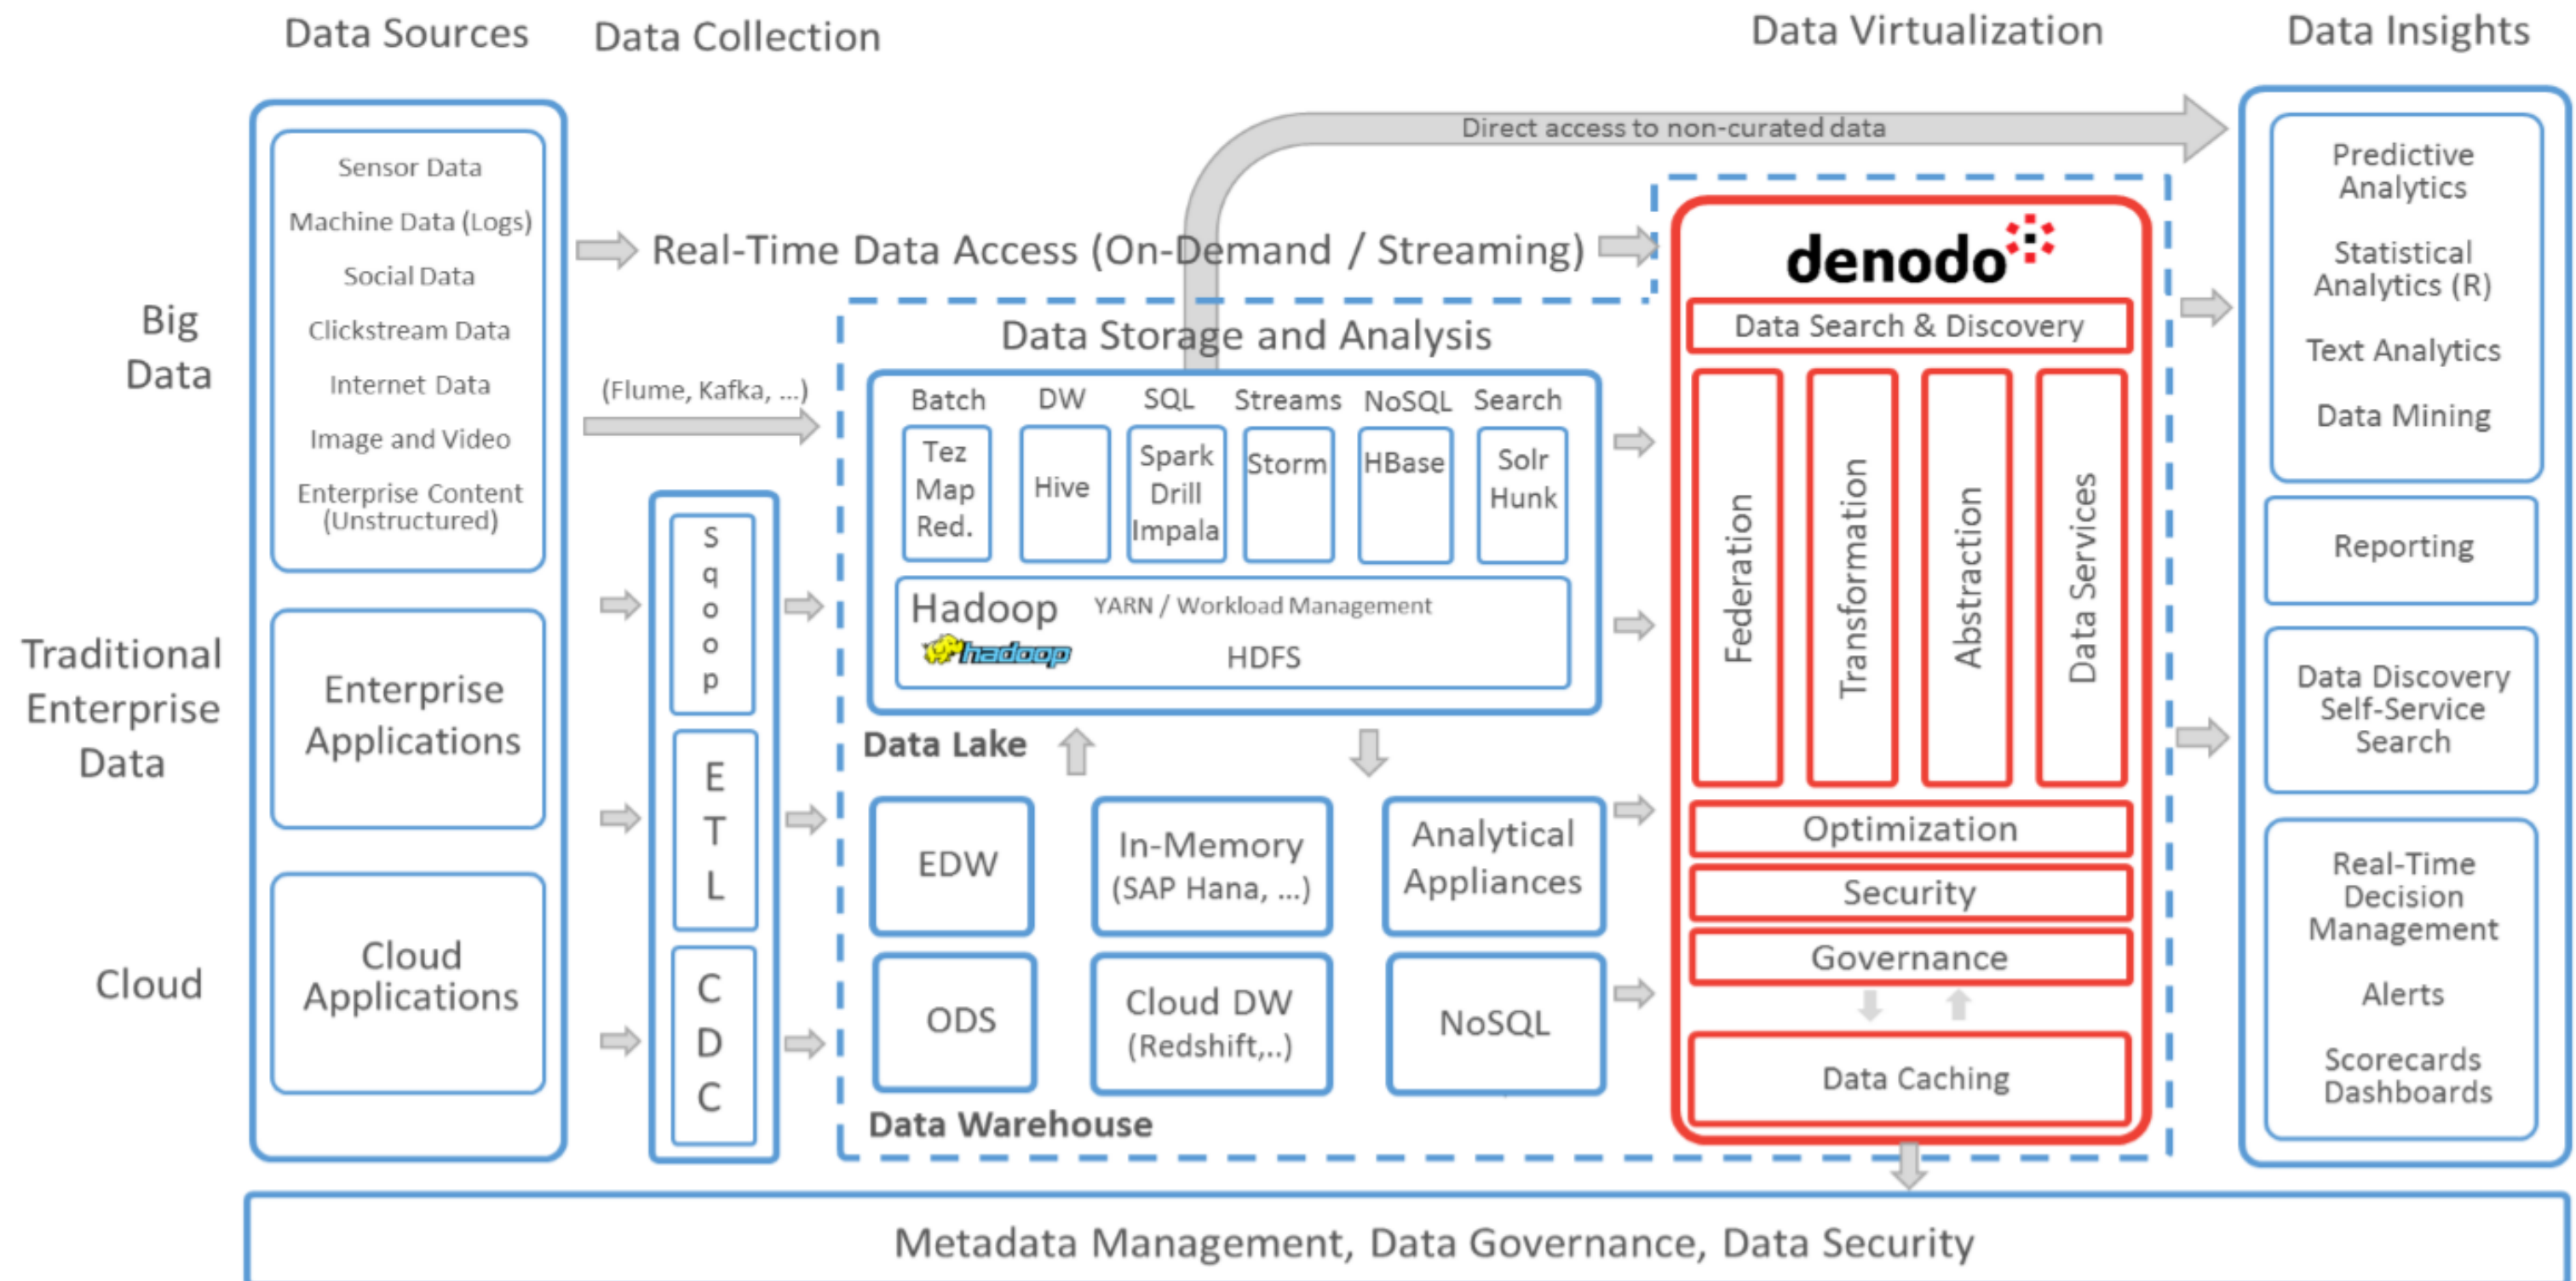 Data Sources
Data Collection
Data Virtualization
Data Insights
Big
Data
Traditional
Enterprise
Data
Cloud
Sensor Data
Machine Data (Logs)
Social Data
Clickstream Data
Internet Data
Image and Video
Enterprise Content
(Unstructured)
Enterprise
Applications
Cloud
Applications
Real-Time Data Access (On-Demand / Streaming)
(Flume, Kafka, ...)
Sqoop
ETL
CDC
Direct access to non-curated data
Data Storage and Analysis
Batch
DW
SQL
Streams
NoSQL
Search
Tez
Map
Red.
Hive
Spark
Drill
Impala
Storm
HBase
Solr
Hunk
Hadoop
YARN / Workload Management
hadoop
HDFS
Data Lake
EDW
In-Memory
(SAP Hana, ...)
Analytical
Appliances
ODS
Cloud DW
(Redshift,..)
NoSQL
Data Warehouse
denodo
Data Search & Discovery
Federation
Transformation
Abstraction
Data Services
Optimization
Security
Governance
Data Caching
Predictive
Analytics
Statistical
Analytics (R)
Text Analytics
Data Mining
Reporting
Data Discovery
Self-Service
Search
Real-Time
Decision
Management
Alerts
Scorecards
Dashboards
Metadata Management, Data Governance, Data Security